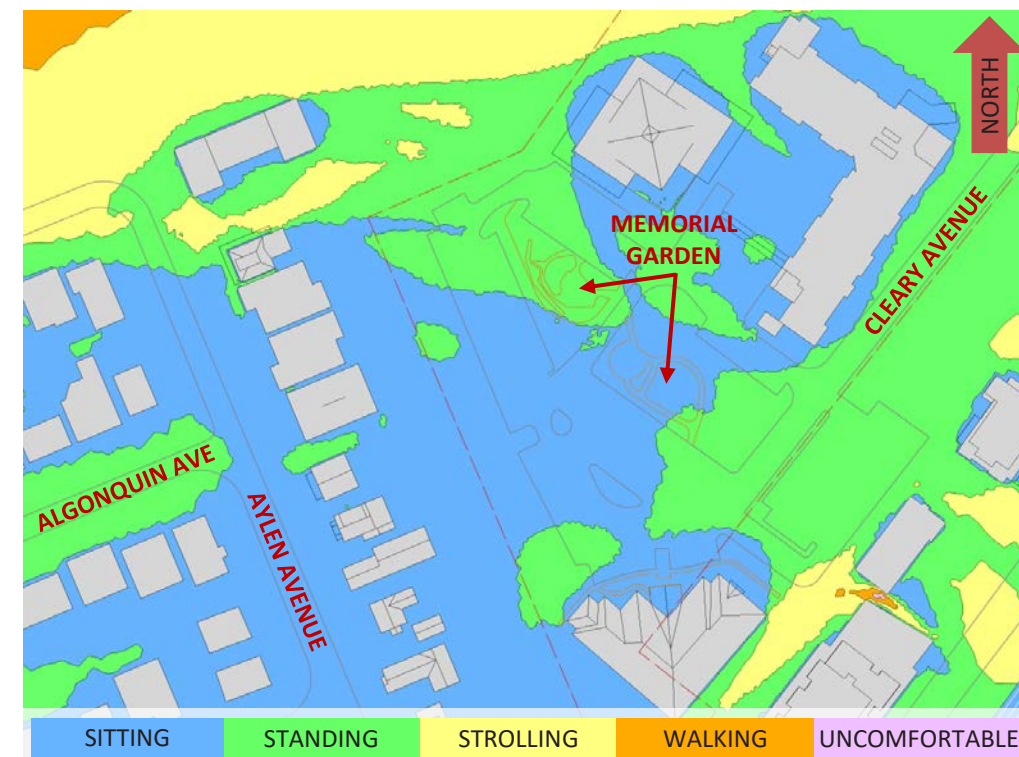 NORTH
MEMORIAL
GARDEN
CLEARY AVENUE
ALGONQUIN AVE
AYLEN AVENUE
SITTING
STANDING
STROLLING
WALKING
UNCOMFORTABLE